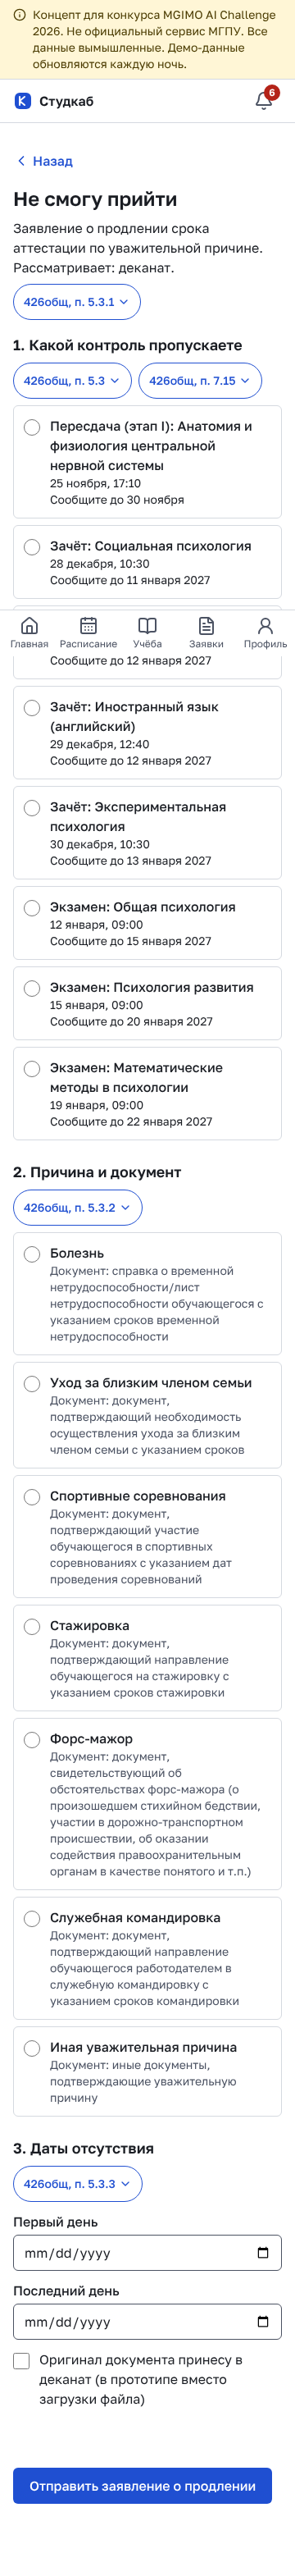 Концепт для конкурса MGIMO AI Challenge
2026. Не официальный сервис МГПУ. Все
данные вымышленные. Демо-данные
обновляются каждую ночь.
Студкаб
6
Назад
Не смогу прийти
Заявление о продлении срока
аттестации по уважительной причине.
Рассматривает: деканат.
426общ, п. 5.3.1
1. Какой контроль пропускаете
426общ, п. 5.3
426общ, п. 7.15
Пересдача (этап I): Анатомия и
физиология центральной
нервной системы
25 ноября, 17:10
Сообщите до 30 ноября
Зачёт: Социальная психология
28 декабря, 10:30
Сообщите до 11 января 2027
Главная
Расписание
Учёба
Заявки
Профиль
Сообщите до 12 января 2027
Зачёт: Иностранный язык
(английский)
29 декабря, 12:40
Сообщите до 12 января 2027
Зачёт: Экспериментальная
психология
30 декабря, 10:30
Сообщите до 13 января 2027
Экзамен: Общая психология
12 января, 09:00
Сообщите до 15 января 2027
Экзамен: Психология развития
15 января, 09:00
Сообщите до 20 января 2027
Экзамен: Математические
методы в психологии
19 января, 09:00
Сообщите до 22 января 2027
2. Причина и документ
426общ, п. 5.3.2
Болезнь
Документ: справка о временной
нетрудоспособности/лист
нетрудоспособности обучающегося с
указанием сроков временной
нетрудоспособности
Уход за близким членом семьи
Документ: документ,
подтверждающий необходимость
осуществления ухода за близким
членом семьи с указанием сроков
Спортивные соревнования
Документ: документ,
подтверждающий участие
обучающегося в спортивных
соревнованиях с указанием дат
проведения соревнований
Стажировка
Документ: документ,
подтверждающий направление
обучающегося на стажировку с
указанием сроков стажировки
Форс-мажор
Документ: документ,
свидетельствующий об
обстоятельствах форс-мажора (о
произошедшем стихийном бедствии,
участии в дорожно-транспортном
происшествии, об оказании
содействия правоохранительным
органам в качестве понятого и т.п.)
Служебная командировка
Документ: документ,
подтверждающий направление
обучающегося работодателем в
служебную командировку с
указанием сроков командировки
Иная уважительная причина
Документ: иные документы,
подтверждающие уважительную
причину
3. Даты отсутствия
426общ, п. 5.3.3
Первый день
mm/dd/yyyy
Последний день
mm/dd/yyyy
Оригинал документа принесу в
деканат (в прототипе вместо
загрузки файла)
Отправить заявление о продлении